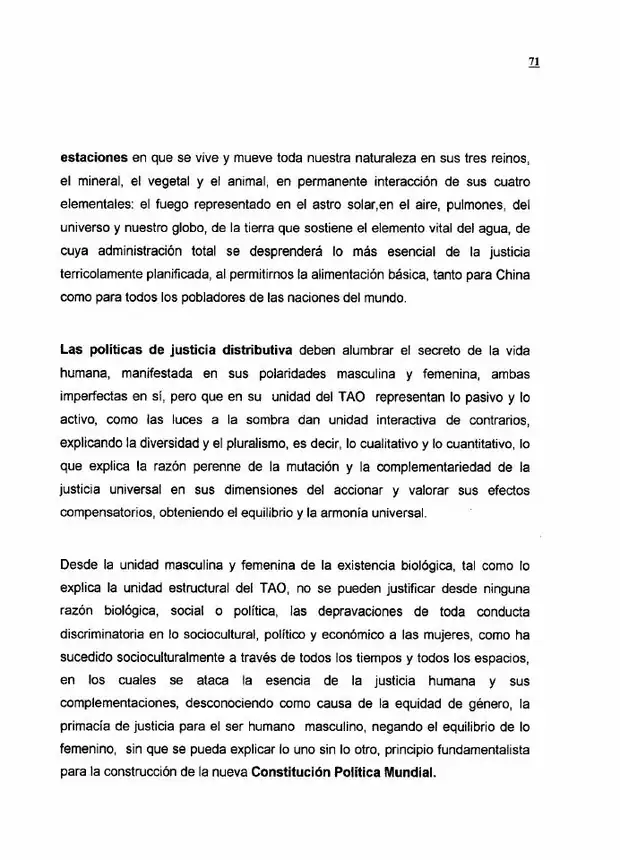 71
estaciones en que se vive y mueve toda nuestra naturaleza en sus tres reinos,
el mineral, el vegetal y el animal, en permanente interacción de sus cuatro
elementales: el fuego representado en el astro solar,en el aire, pulmones, del
universo y nuestro globo, de la tierra que sostiene el elemento vital del agua, de
cuya administración total se desprenderá lo más esencial de la justicia
terricolamente planificada, al permitirnos la alimentación básica, tanto para China
como para todos los pobladores de las naciones del mundo.
Las políticas de justicia distributiva deben alumbrar el secreto de la vida
humana, manifestada en sus polaridades masculina y femenina, ambas
imperfectas en sí, pero que en su unidad del TAO representan lo pasivo y lo
activo, como las luces a la sombra dan unidad interactiva de contrarios,
explicando la diversidad y el pluralismo, es decir, lo cualitativo y lo cuantitativo, lo
que explica la razón perenne de la mutación y la complementariedad de la
justicia universal en sus dimensiones del accionar y valorar sus efectos
compensatorios, obteniendo el equilibrio y la armonía universal.
Desde la unidad masculina y femenina de la existencia biológica, tal como lo
explica la unidad estructural del TAO, no se pueden justificar desde ninguna
razón biológica, social o política, las depravaciones de toda conducta
discriminatoria en lo sociocultural, político y económico a las mujeres, como ha
sucedido socioculturalmente a través de todos los tiempos y todos los espacios,
en los cuales se ataca la esencia de la justicia humana y sus
complementaciones, desconociendo como causa de la equidad de género, la
primacía de justicia para el ser humano masculino, negando el equilibrio de lo
femenino, sin que se pueda explicar lo uno sin lo otro, principio fundamentalista
para la construcción de la nueva Constitución Política Mundial.